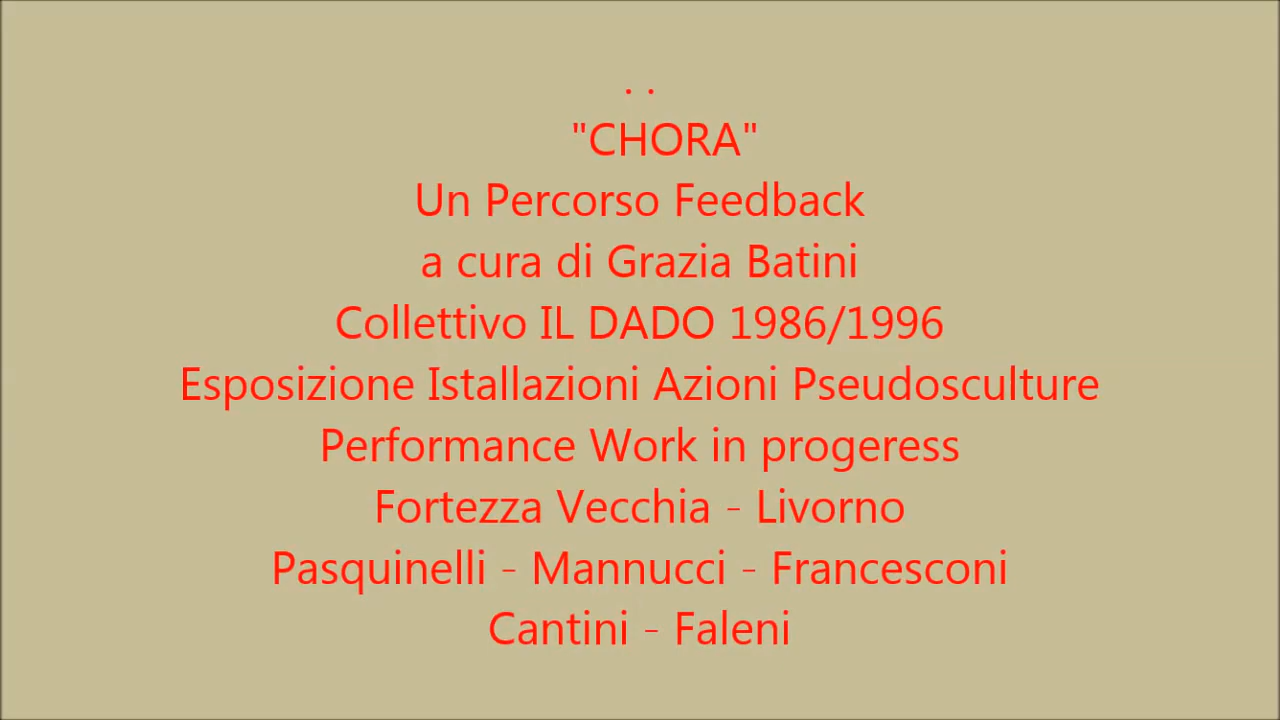 . .
"CHORA"
Un Percorso Feedback
a cura di Grazia Batini
Collettivo IL DADO 1986/1996
Esposizione Istallazioni Azioni Pseudosculture
Performance Work in progeress
Fortezza Vecchia - Livorno
Pasquinelli - Mannucci - Francesconi
Cantini - Faleni